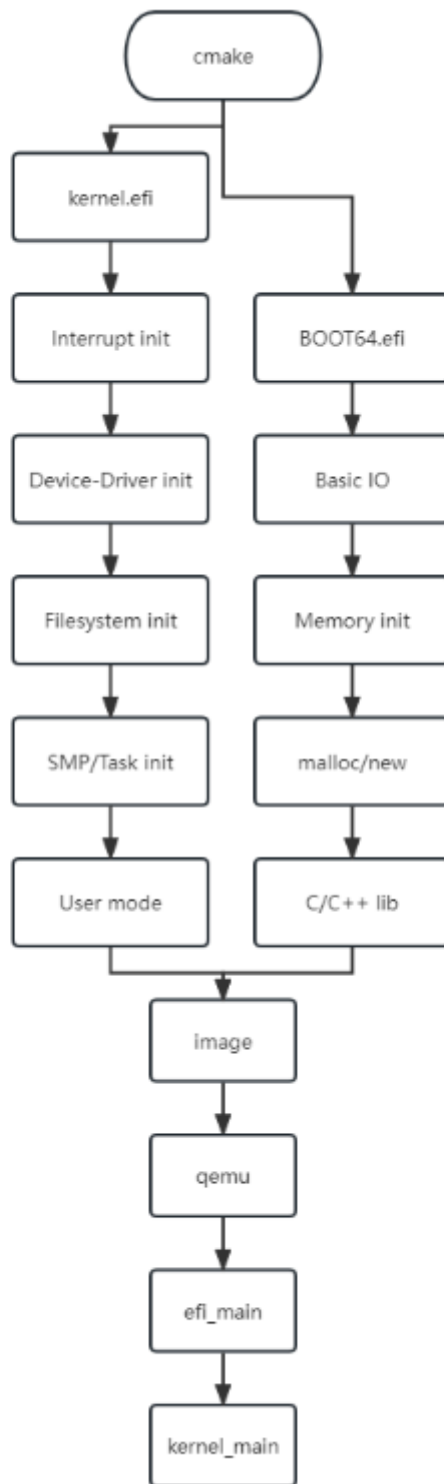 cmake
kernel.efi
Interrupt init
BOOT64.efi
Device-Driver init
Basic IO
Filesystem init
Memory init
SMP/Task init
malloc/new
User mode
C/C++ lib
image
qemu
efi_main
kernel_main